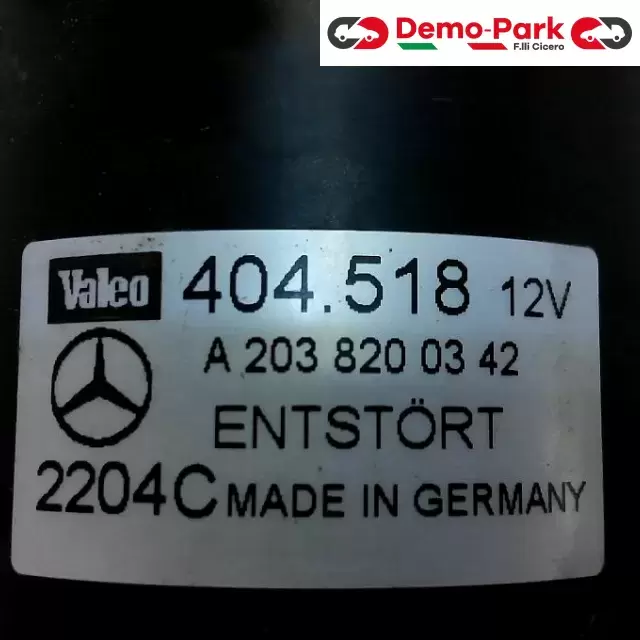 Demo-Park
F.lli Cicero
Valeo 404.518 12V
A 203 820 03 42
ENTSTÖRT
2204C MADE IN GERMANY